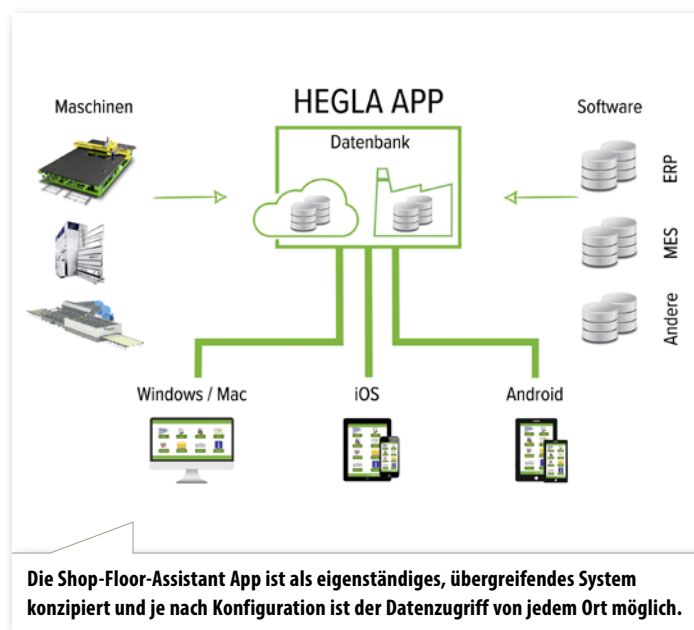 HEGLA APP
Maschinen
Software
Datenbank
ERP
MES
Andere
Windows / Mac
iOS
Android
Die Shop-Floor-Assistant App ist als eigenständiges, übergreifendes System
konzipiert und je nach Konfiguration ist der Datenzugriff von jedem Ort möglich.